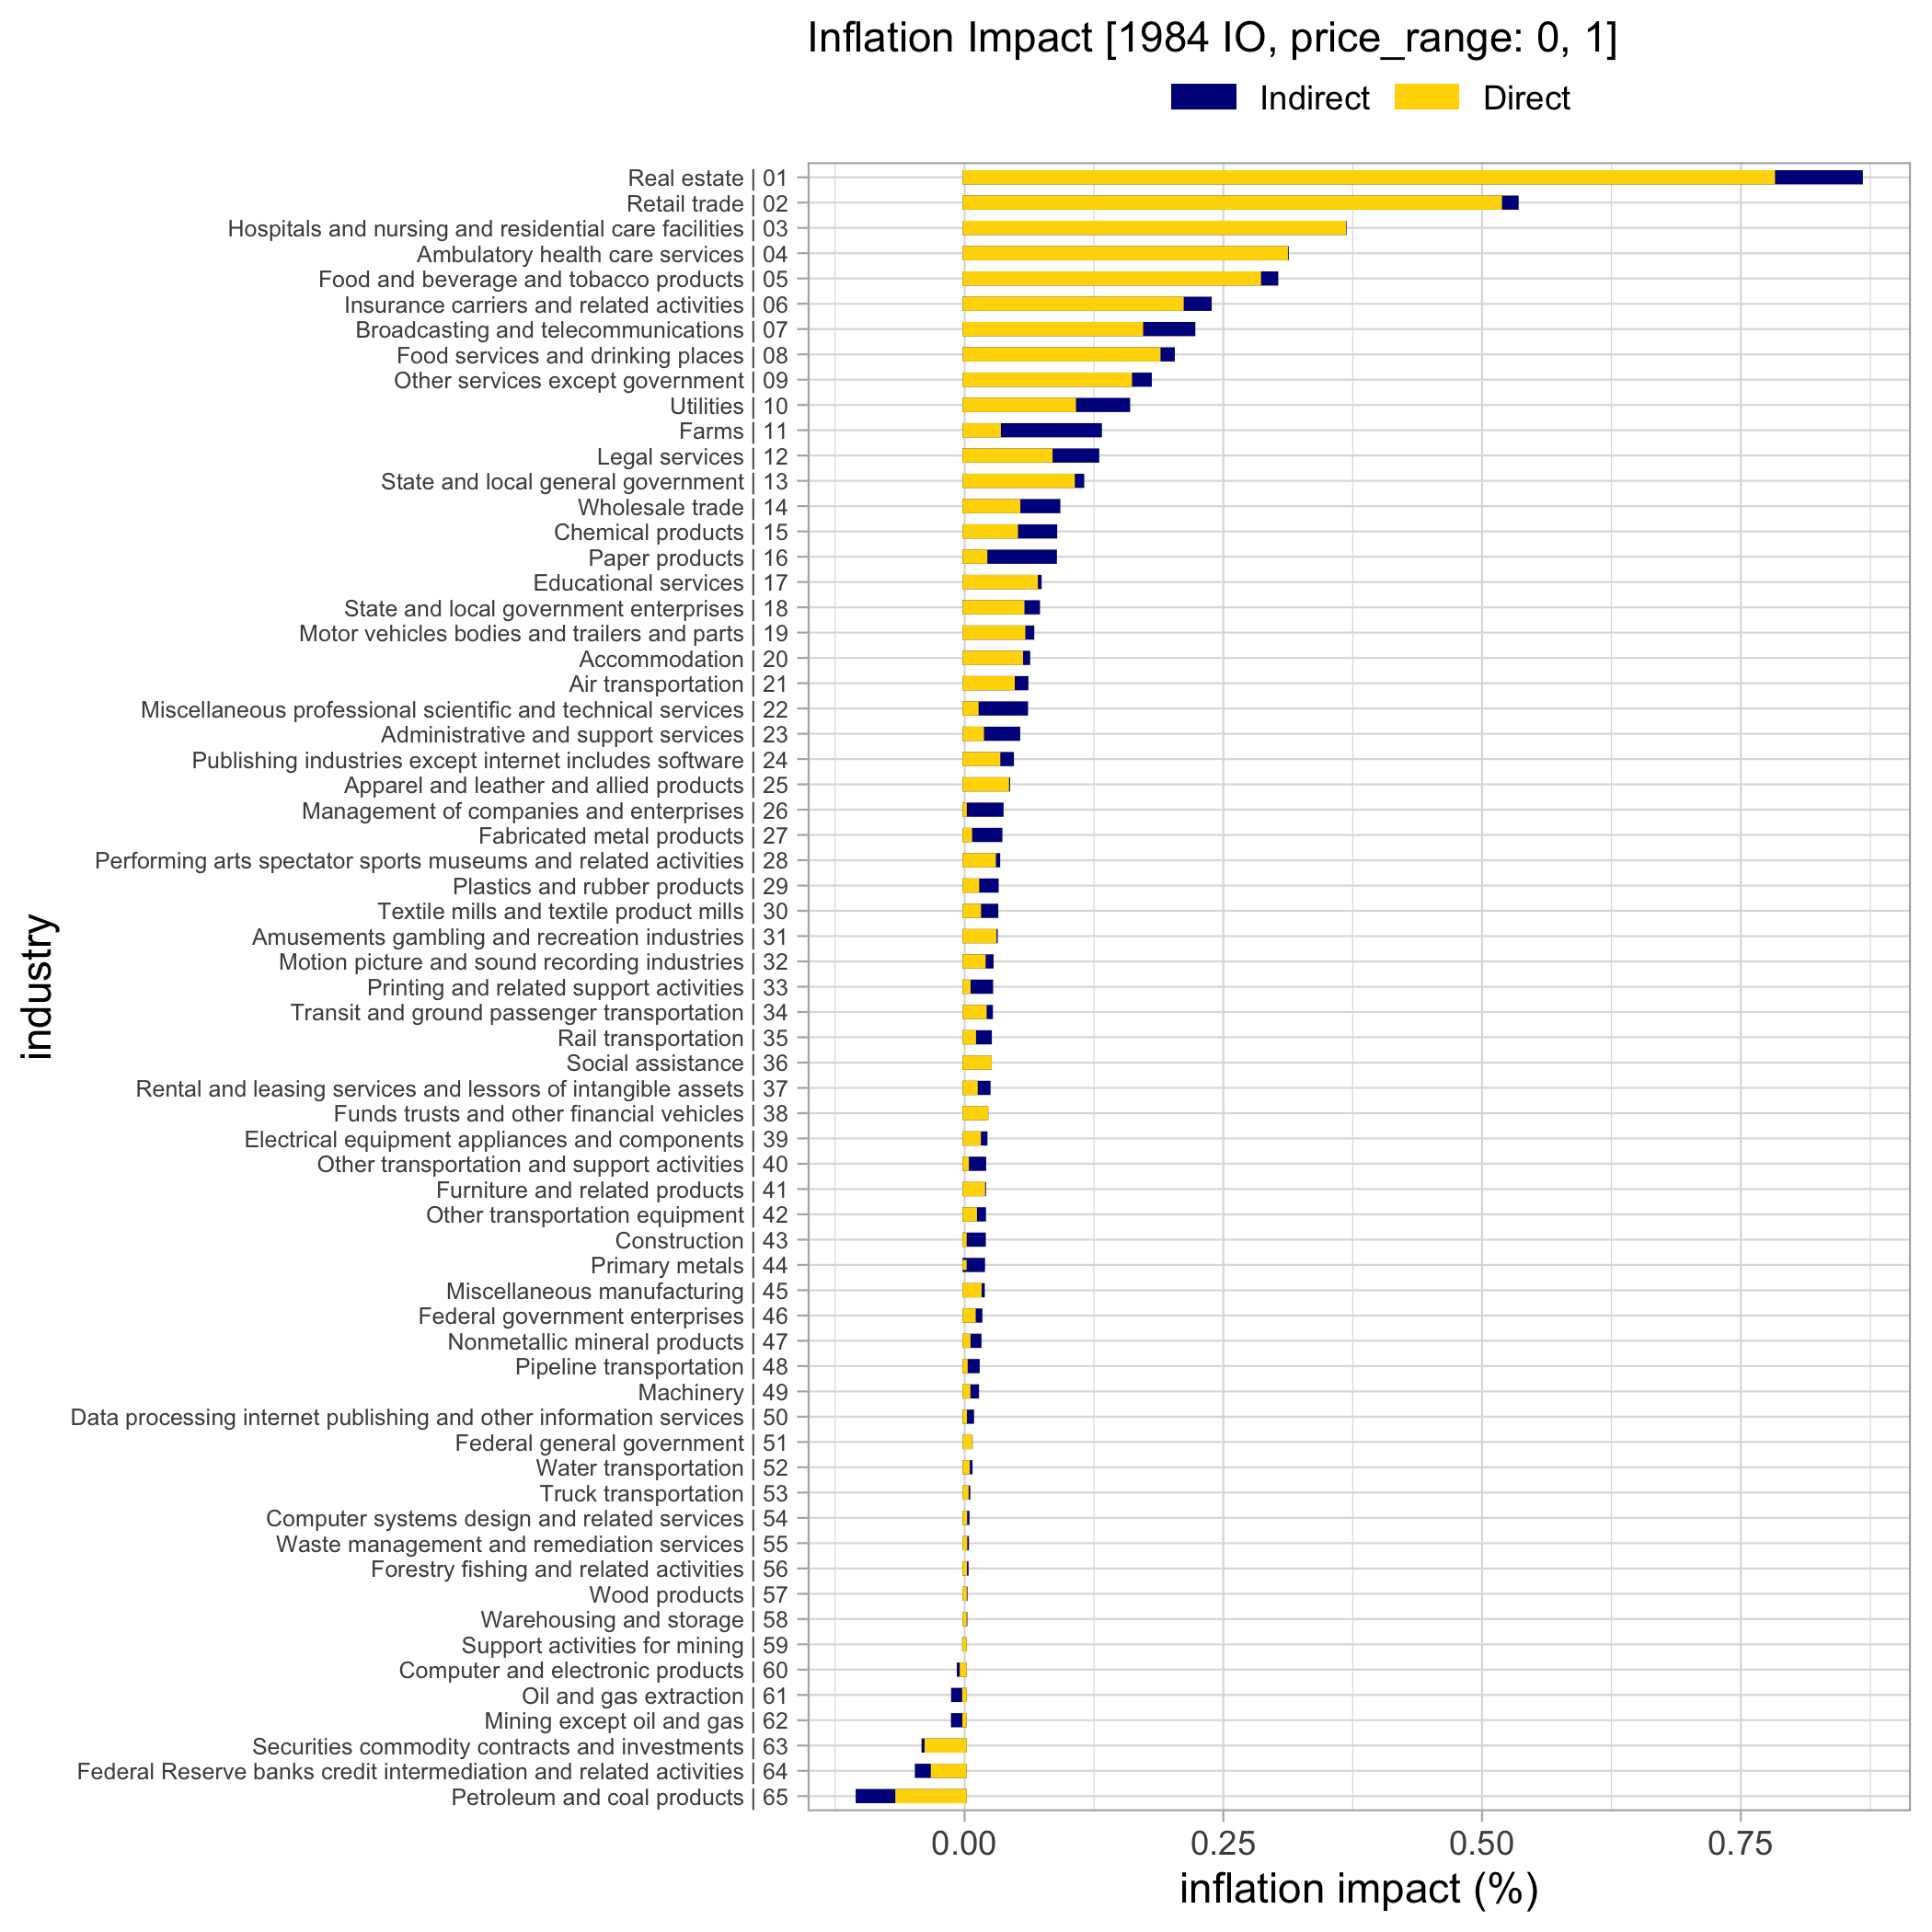 Inflation Impact [1984 IO, price_range: 0, 1]
Indirect Direct
industry
Real estate | 01
Retail trade | 02
Hospitals and nursing and residential care facilities | 03
Ambulatory health care services | 04
Food and beverage and tobacco products | 05
Insurance carriers and related activities | 06
Broadcasting and telecommunications | 07
Food services and drinking places | 08
Other services except government | 09
Utilities | 10
Farms | 11
Legal services | 12
State and local general government | 13
Wholesale trade | 14
Chemical products | 15
Paper products | 16
Educational services | 17
State and local government enterprises | 18
Motor vehicles bodies and trailers and parts | 19
Accommodation | 20
Air transportation | 21
Miscellaneous professional scientific and technical services | 22
Administrative and support services | 23
Publishing industries except internet includes software | 24
Apparel and leather and allied products | 25
Management of companies and enterprises | 26
Fabricated metal products | 27
Performing arts spectator sports museums and related activities | 28
Plastics and rubber products | 29
Textile mills and textile product mills | 30
Amusements gambling and recreation industries | 31
Motion picture and sound recording industries | 32
Printing and related support activities | 33
Transit and ground passenger transportation | 34
Rail transportation | 35
Social assistance | 36
Rental and leasing services and lessors of intangible assets | 37
Funds trusts and other financial vehicles | 38
Electrical equipment appliances and components | 39
Other transportation and support activities | 40
Furniture and related products | 41
Other transportation equipment | 42
Construction | 43
Primary metals | 44
Miscellaneous manufacturing | 45
Federal government enterprises | 46
Nonmetallic mineral products | 47
Pipeline transportation | 48
Machinery | 49
Data processing internet publishing and other information services | 50
Federal general government | 51
Water transportation | 52
Truck transportation | 53
Computer systems design and related services | 54
Waste management and remediation services | 55
Forestry fishing and related activities | 56
Wood products | 57
Warehousing and storage | 58
Support activities for mining | 59
Computer and electronic products | 60
Oil and gas extraction | 61
Mining except oil and gas | 62
Securities commodity contracts and investments | 63
Federal Reserve banks credit intermediation and related activities | 64
Petroleum and coal products | 65
0.00 0.25 0.50 0.75
inflation impact (%)